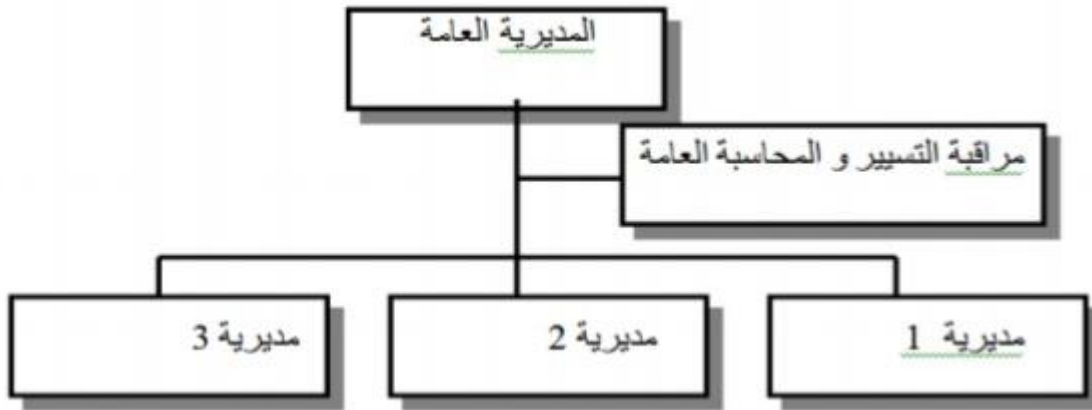 المديرية العامة
مراقبة التسيير و المحاسبة العامة
مديرية 1
مديرية 2
مديرية 3